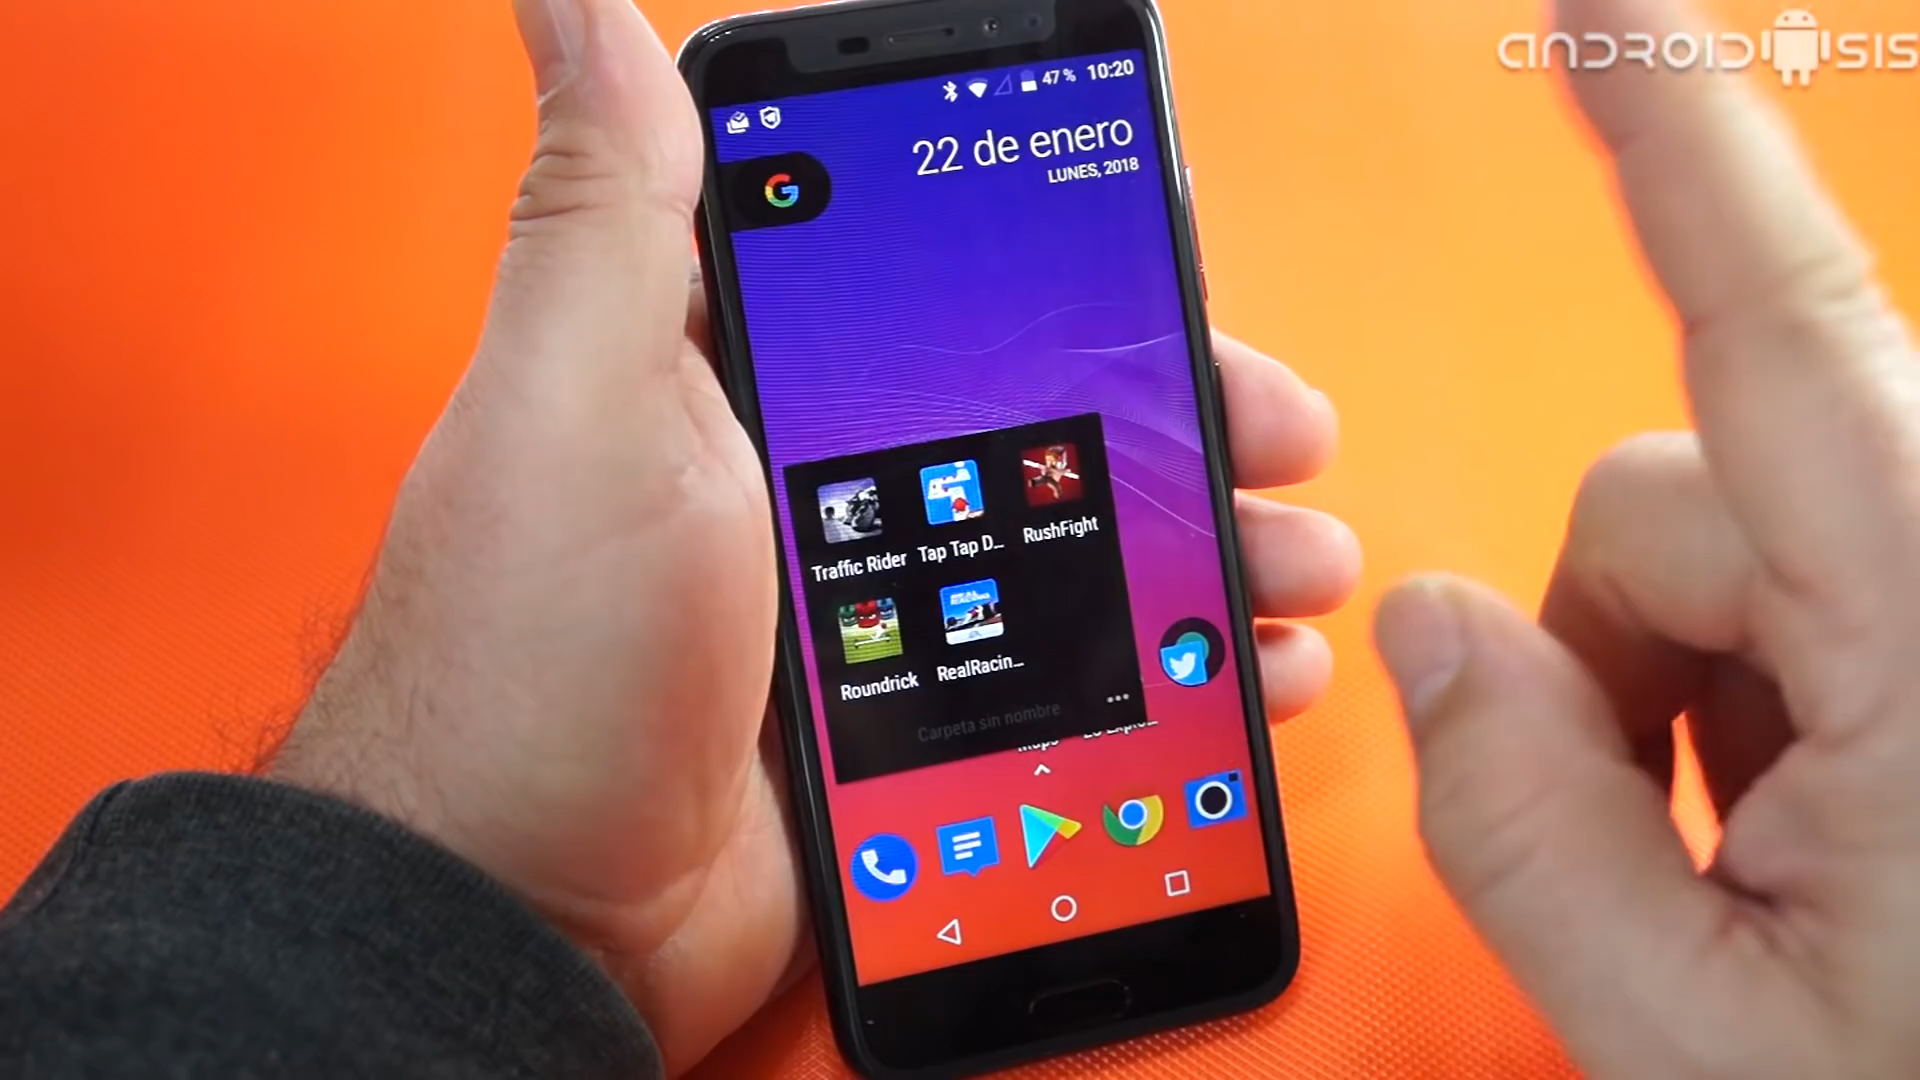 ANDROIDSIS
47 % 10:20
22 de enero
LUNES, 2018
G
Traffic Rider
Tap Tap D...
RushFight
Roundrick
RealRacin...
Carpeta sin nombre
Maps